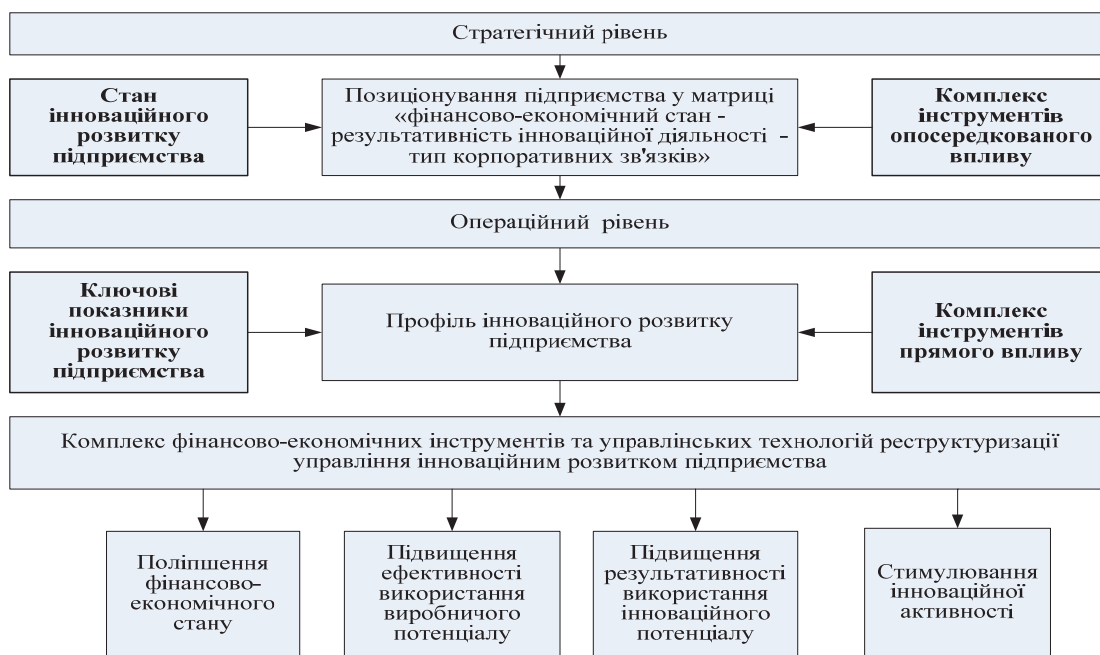 Стратегічний рівень
Стан
інноваційного
розвитку
підприємства
Позиціонування підприємства у матриці
«фінансово-економічний стан -
результативність інноваційної діяльності –
тип корпоративних зв'язків»
Комплекс
інструментів
опосередкованого
впливу
Операційний рівень
Ключові
показники
інноваційного
розвитку
підприємства
Профіль інноваційного розвитку
підприємства
Комплекс
інструментів
прямого впливу
Комплекс фінансово-економічних інструментів та управлінських технологій реструктуризації
управління інноваційним розвитком підприємства
Поліпшення
фінансово-
економічного
стану
Підвищення
ефективності
використання
виробничого
потенціалу
Підвищення
результативності
використання
інноваційного
потенціалу
Стимулювання
інноваційної
активності